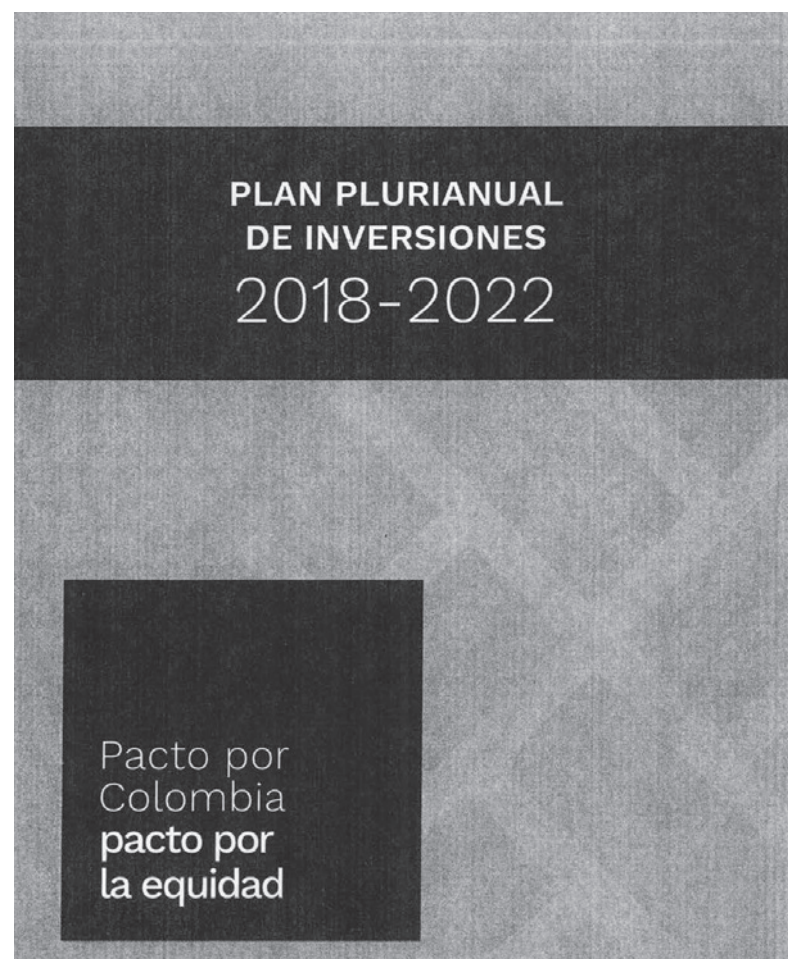 PLAN PLURIANUAL
DE INVERSIONES
2018-2022
Pacto por
Colombia
pacto por
la equidad